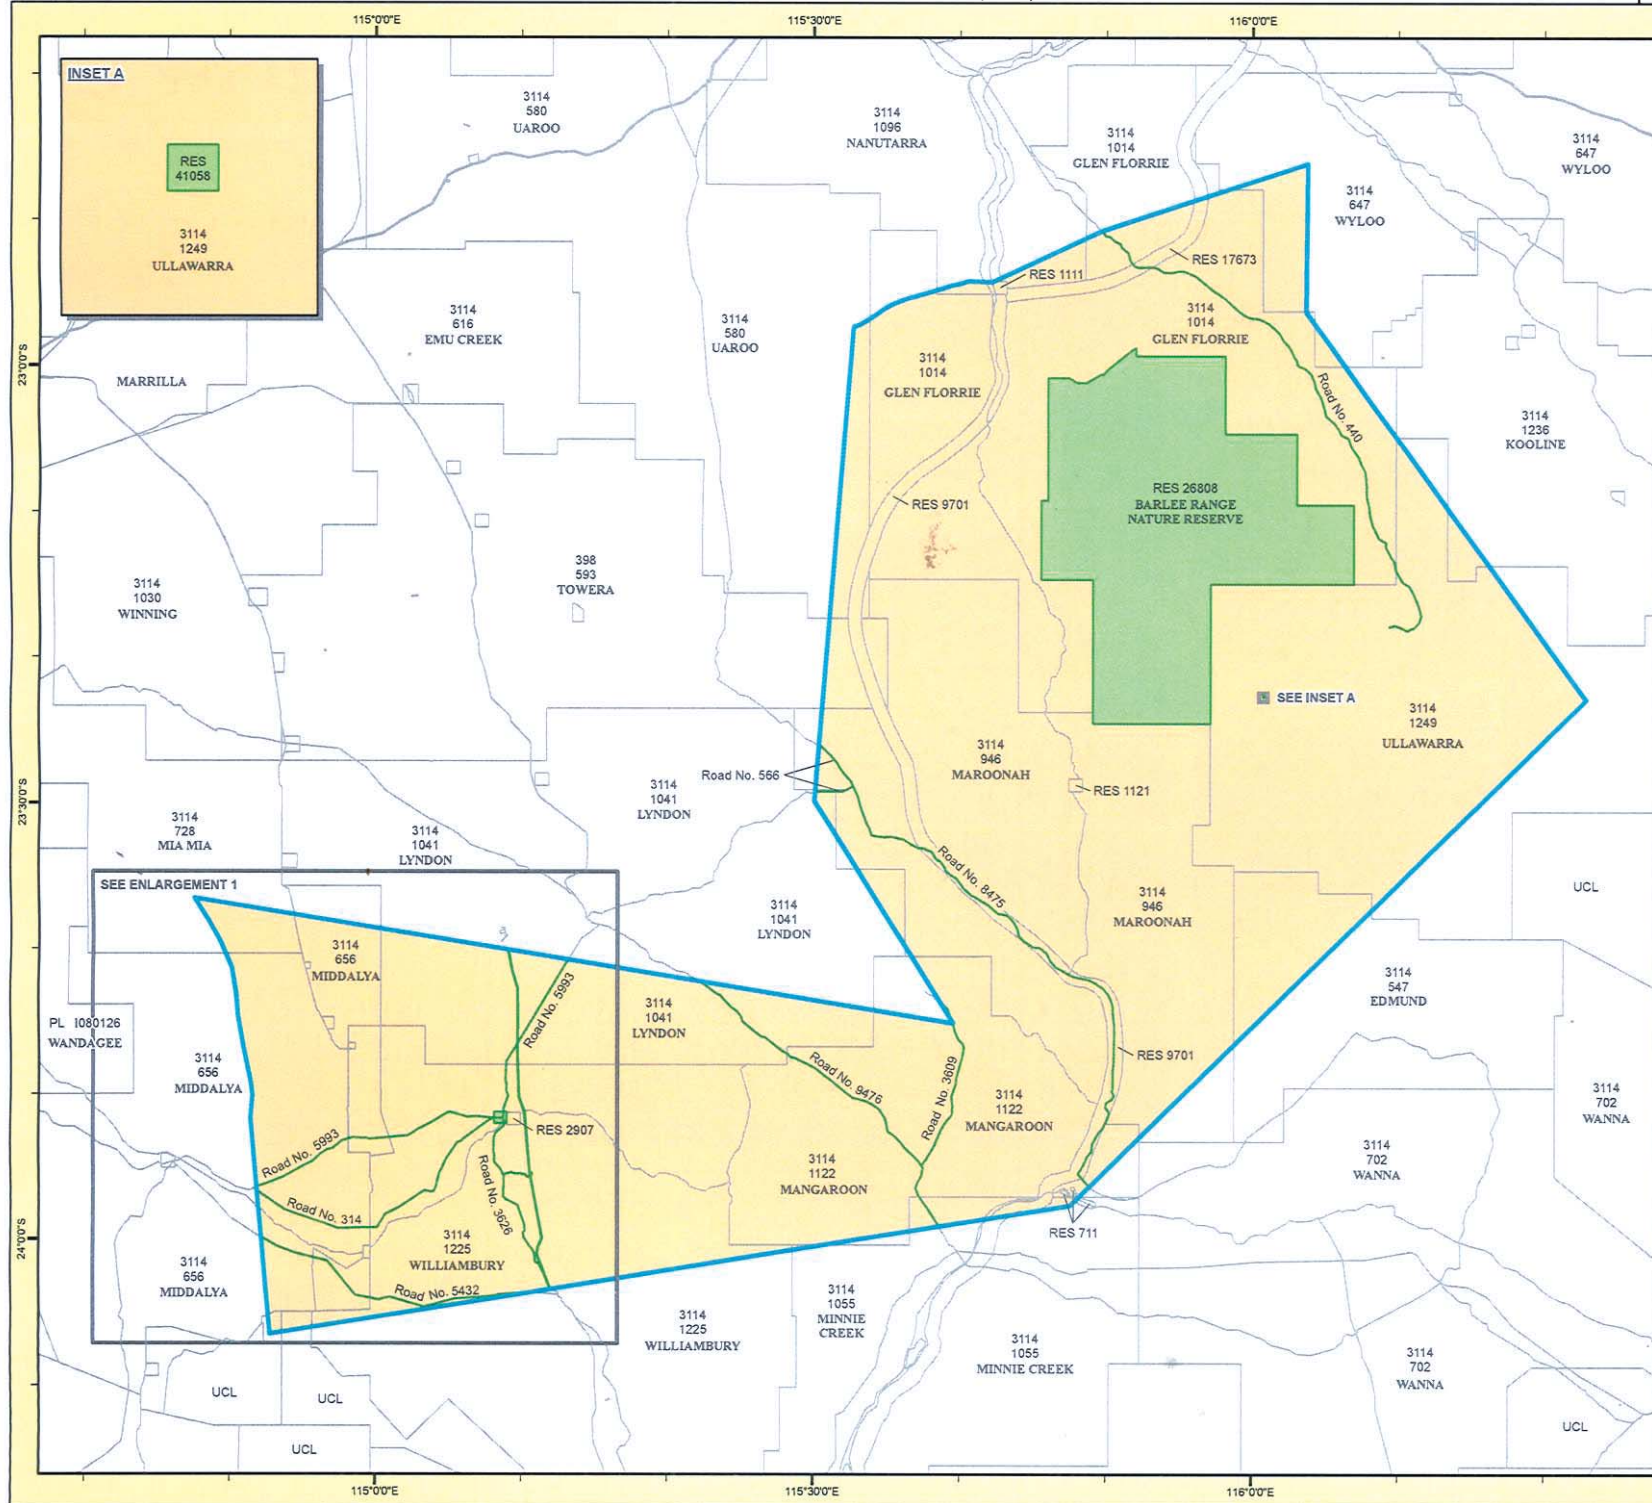 115°0'0"E
115°30'0"E
116°0'0"E
INSET A
RES
41058
3114
1249
ULLAWARRA
3114
580
UAROO
3114
1096
NANUTARRA
3114
1014
GLEN FLORRIE
3114
647
WYLOO
3114
647
WYLOO
RES 17673
RES 1111
3114
616
EMU CREEK
3114
580
UAROO
3114
1014
GLEN FLORRIE
3114
1014
GLEN FLORRIE
23°0'0"S
MARRILLA
Road No. 440
3114
1236
KOOLINE
RES 9701
RES 26808
BARLEE RANGE
NATURE RESERVE
3114
1030
WINNING
398
593
TOWERA
SEE INSET A
3114
1249
ULLAWARRA
3114
946
MAROONAH
Road No. 566
RES 1121
23°30'0"S
3114
728
MIA MIA
3114
1041
LYNDON
3114
1041
LYNDON
Road No. 8475
SEE ENLARGEMENT 1
3114
1041
LYNDON
3114
946
MAROONAH
UCL
3114
656
MIDDALYA
3114
547
EDMUND
Road No. 5993
3114
1041
LYNDON
PL I080126
WANDAGEE
3114
656
MIDDALYA
Road No. 9476
Road No. 3609
RES 9701
3114
1122
MANGAROON
3114
702
WANNA
RES 2907
Road No. 5993
Road No. 3626
3114
1122
MANGAROON
3114
702
WANNA
Road No. 314
RES 711
24°0'0"S
3114
1225
WILLIAMBURY
3114
656
MIDDALYA
Road No. 5432
3114
1225
WILLIAMBURY
3114
1055
MINNIE
CREEK
3114
1055
MINNIE CREEK
3114
702
WANNA
UCL
UCL
UCL
UCL
115°0'0"E
115°30'0"E
116°0'0"E